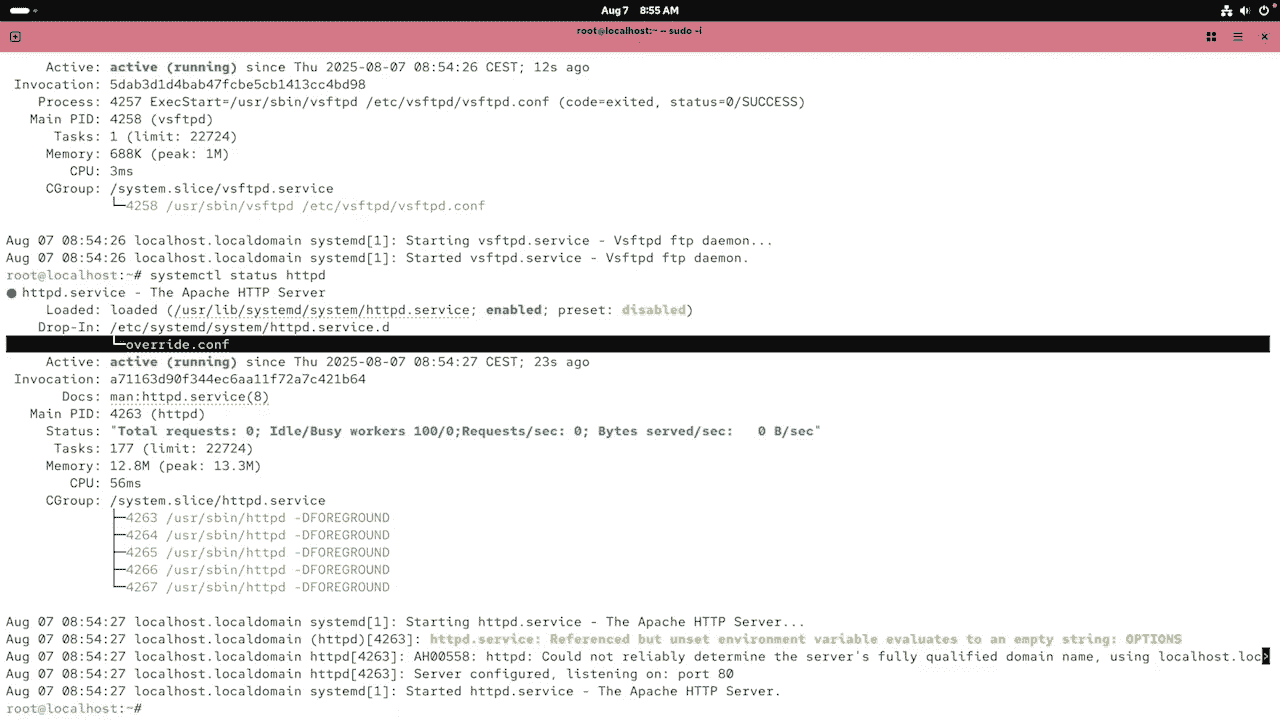 Aug 7 8:55 AM
root@localhost:~ – sudo -i
Active: active (running) since Thu 2025-08-07 08:54:26 CEST; 12s ago
Invocation: 5dab3d1d4bab47fcbe5cb1413cc4bd98
Process: 4257 ExecStart=/usr/sbin/vsftpd /etc/vsftpd/vsftpd.conf (code=exited, status=0/SUCCESS)
Main PID: 4258 (vsftpd)
Tasks: 1 (limit: 22724)
Memory: 688K (peak: 1M)
CPU: 3ms
CGroup: /system.slice/vsftpd.service
└─4258 /usr/sbin/vsftpd /etc/vsftpd/vsftpd.conf
Aug 07 08:54:26 localhost.localdomain systemd[1]: Starting vsftpd.service - Vsftpd ftp daemon...
Aug 07 08:54:26 localhost.localdomain systemd[1]: Started vsftpd.service - Vsftpd ftp daemon.
root@localhost:~# systemctl status httpd
● httpd.service - The Apache HTTP Server
Loaded: loaded (/usr/lib/systemd/system/httpd.service; enabled; preset: disabled)
Drop-In: /etc/systemd/system/httpd.service.d
└─override.conf
Active: active (running) since Thu 2025-08-07 08:54:27 CEST; 23s ago
Invocation: a71163d90f344ec6aa11f72a7c421b64
Docs: man:httpd.service(8)
Main PID: 4263 (httpd)
Status: "Total requests: 0; Idle/Busy workers 100/0;Requests/sec: 0; Bytes served/sec:   0 B/sec"
Tasks: 177 (limit: 22724)
Memory: 12.8M (peak: 13.3M)
CPU: 56ms
CGroup: /system.slice/httpd.service
├─4263 /usr/sbin/httpd -DFOREGROUND
├─4264 /usr/sbin/httpd -DFOREGROUND
├─4265 /usr/sbin/httpd -DFOREGROUND
├─4266 /usr/sbin/httpd -DFOREGROUND
└─4267 /usr/sbin/httpd -DFOREGROUND
Aug 07 08:54:27 localhost.localdomain systemd[1]: Starting httpd.service - The Apache HTTP Server...
Aug 07 08:54:27 localhost.localdomain (httpd)[4263]: httpd.service: Referenced but unset environment variable evaluates to an empty string: OPTIONS
Aug 07 08:54:27 localhost.localdomain httpd[4263]: AH00558: httpd: Could not reliably determine the server's fully qualified domain name, using localhost.loc>
Aug 07 08:54:27 localhost.localdomain httpd[4263]: Server configured, listening on: port 80
Aug 07 08:54:27 localhost.localdomain systemd[1]: Started httpd.service - The Apache HTTP Server.
root@localhost:~#